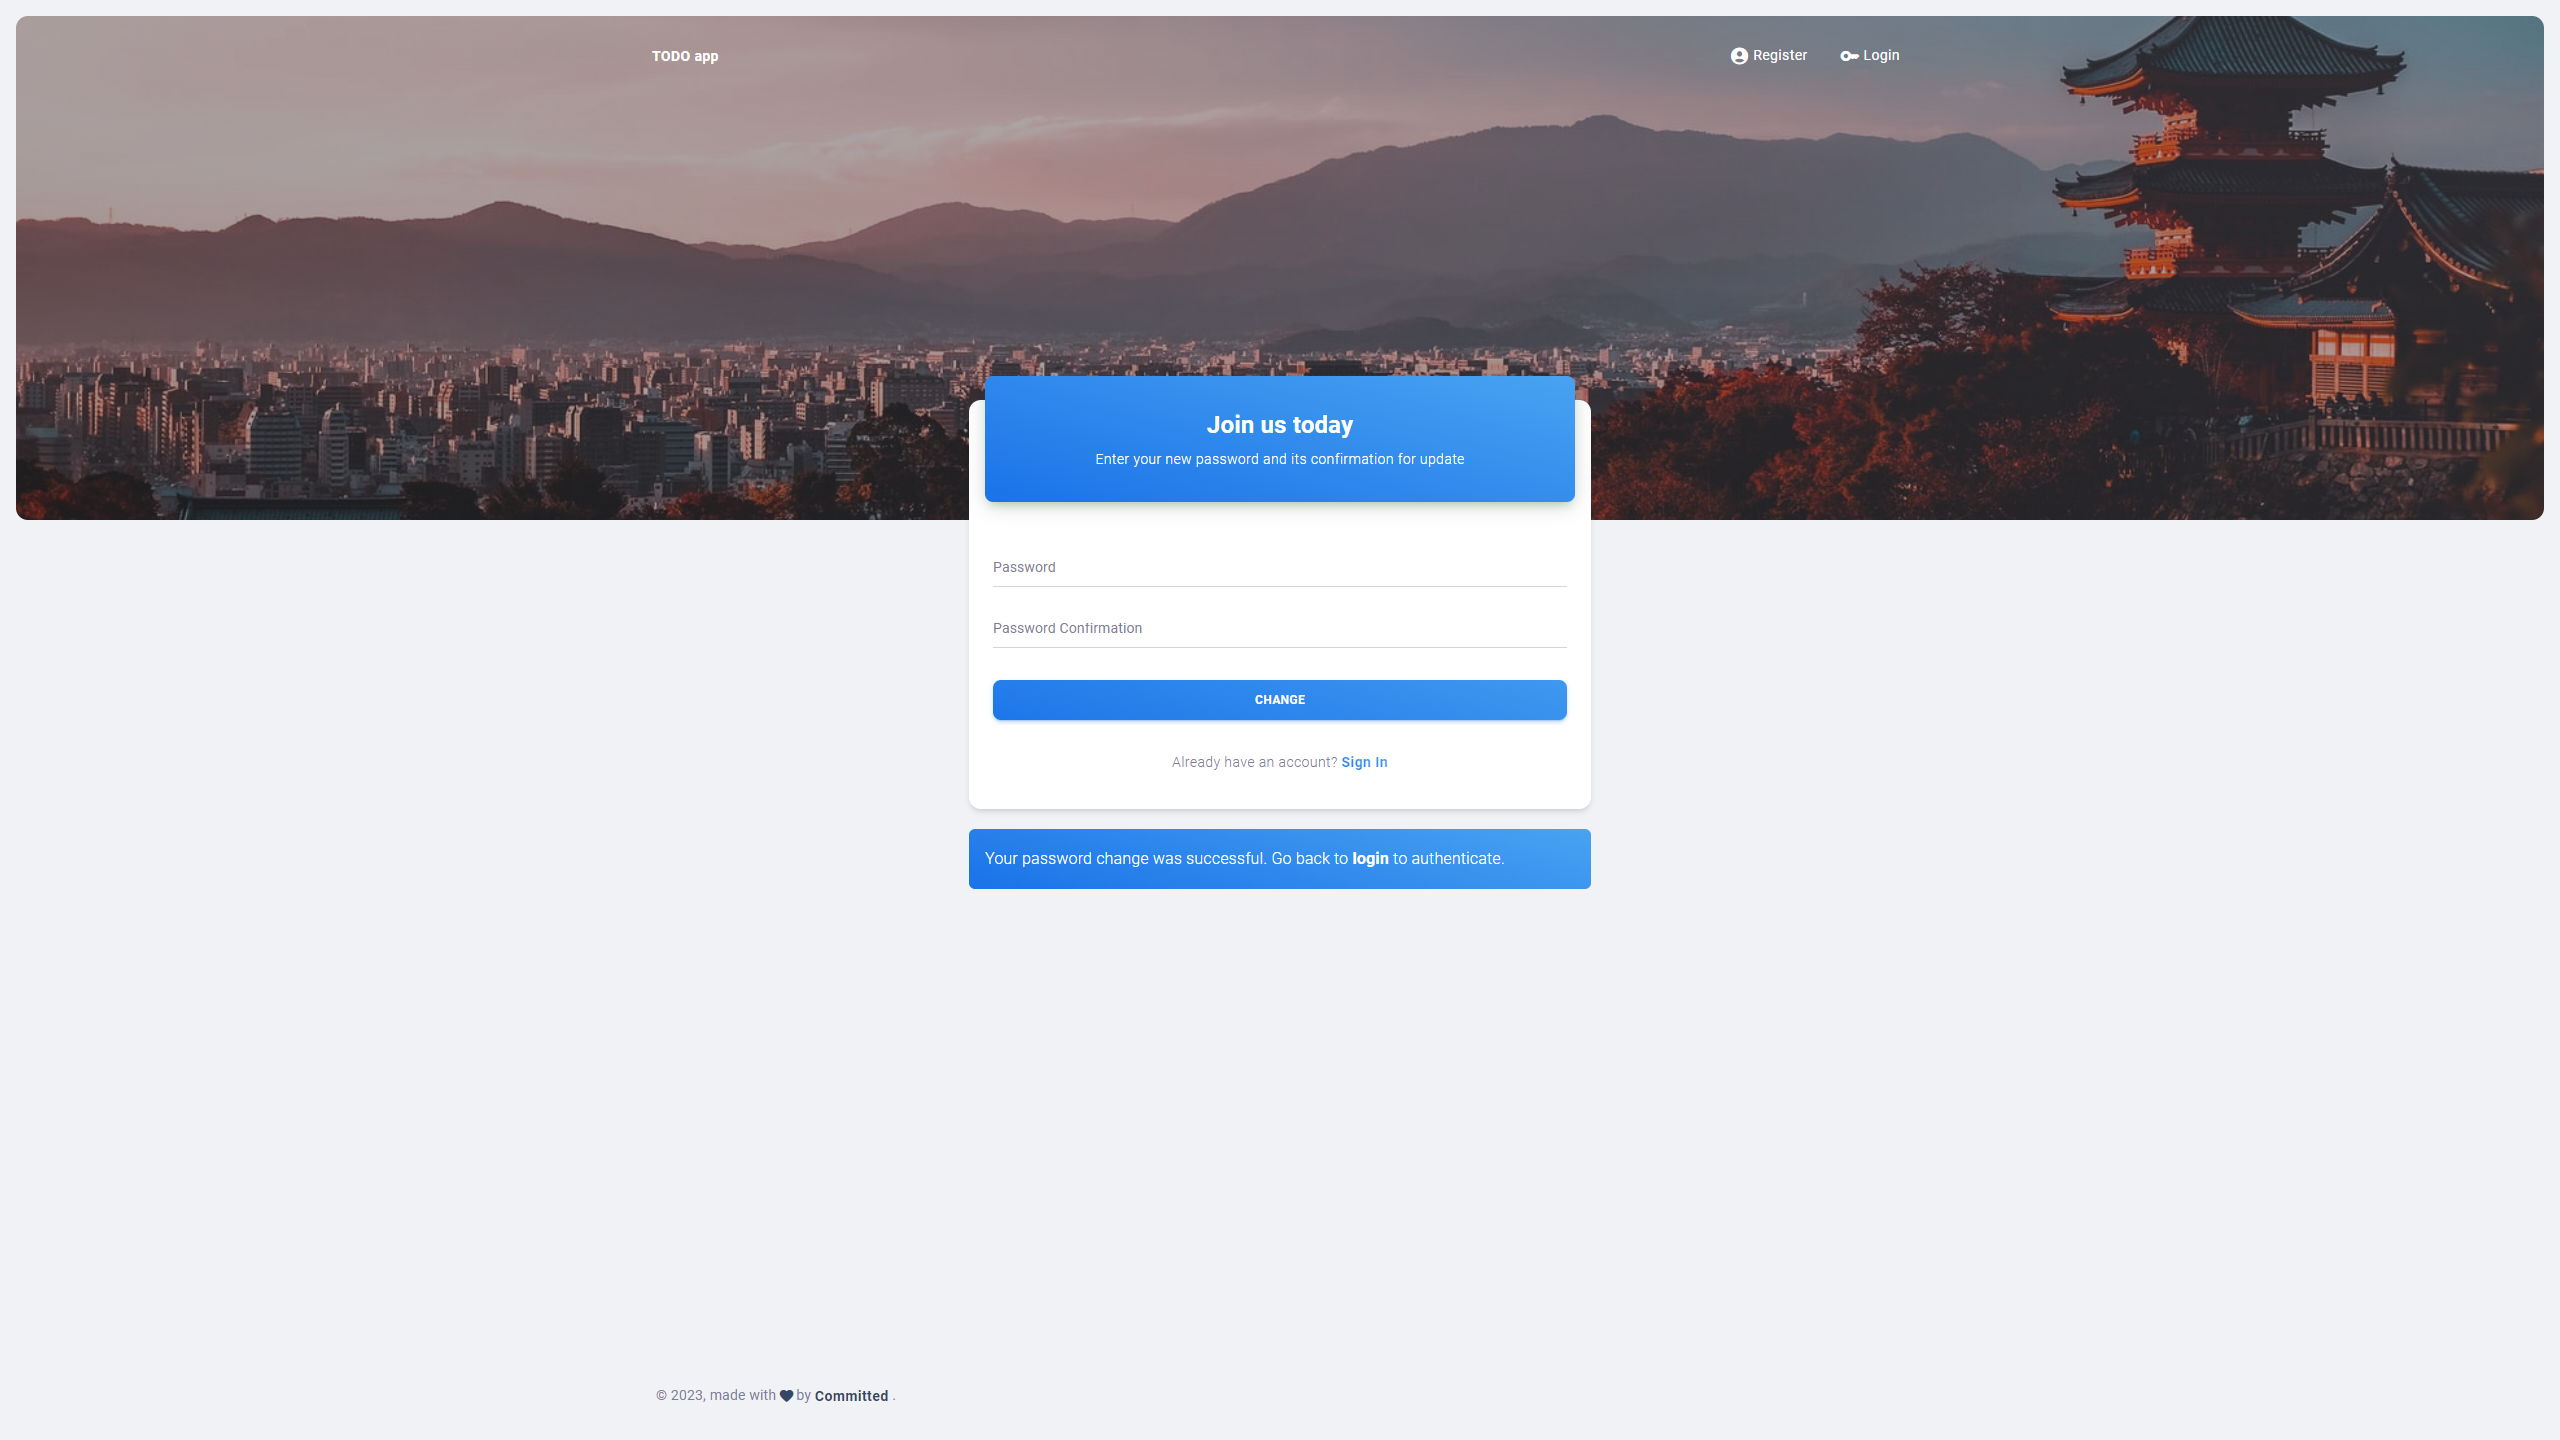 TODO app
Register
Login
Join us today
Enter your new password and its confirmation for update
Password
Password Confirmation
CHANGE
Already have an account? Sign In
Your password change was successful. Go back to login to authenticate.
© 2023, made with by Committed .